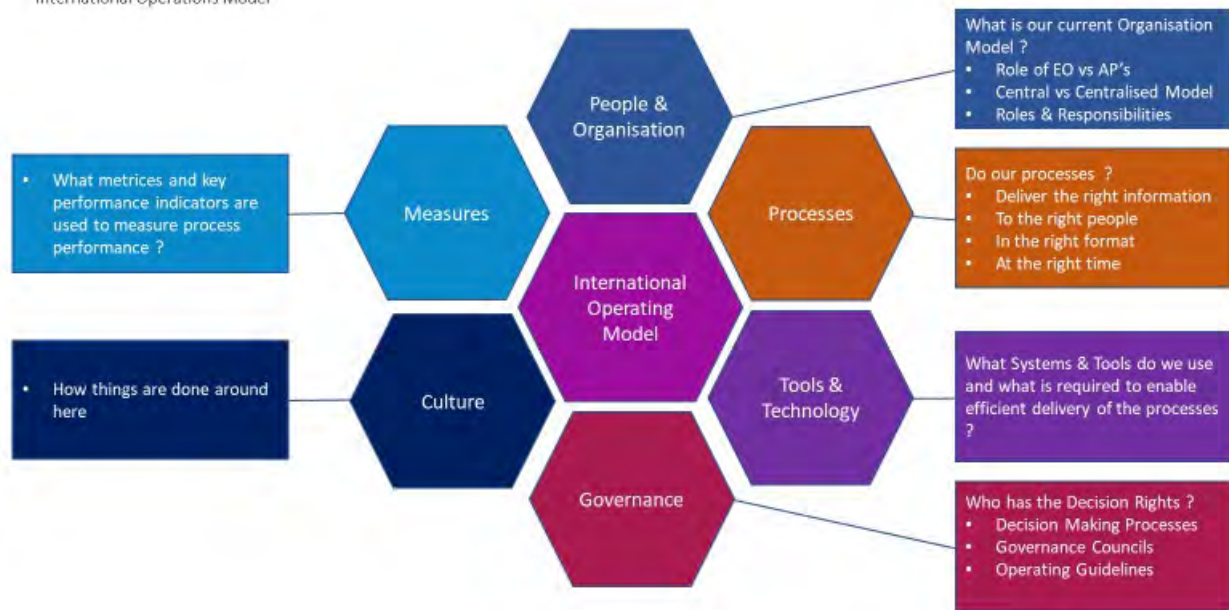 International Operations Model
What is our current Organisation
Model ?
▪ Role of EO vs AP's
▪ Central vs Centralised Model
▪ Roles & Responsibilities
People &
Organisation
▪ What metrices and key
performance indicators are
used to measure process
performance ?
Measures
Processes
Do our processes ?
▪ Deliver the right information
▪ To the right people
▪ In the right format
▪ At the right time
International
Operating
Model
▪ How things are done around
here
Culture
Tools &
Technology
What Systems & Tools do we use
and what is required to enable
efficient delivery of the processes
?
Governance
Who has the Decision Rights ?
▪ Decision Making Processes
▪ Governance Councils
▪ Operating Guidelines